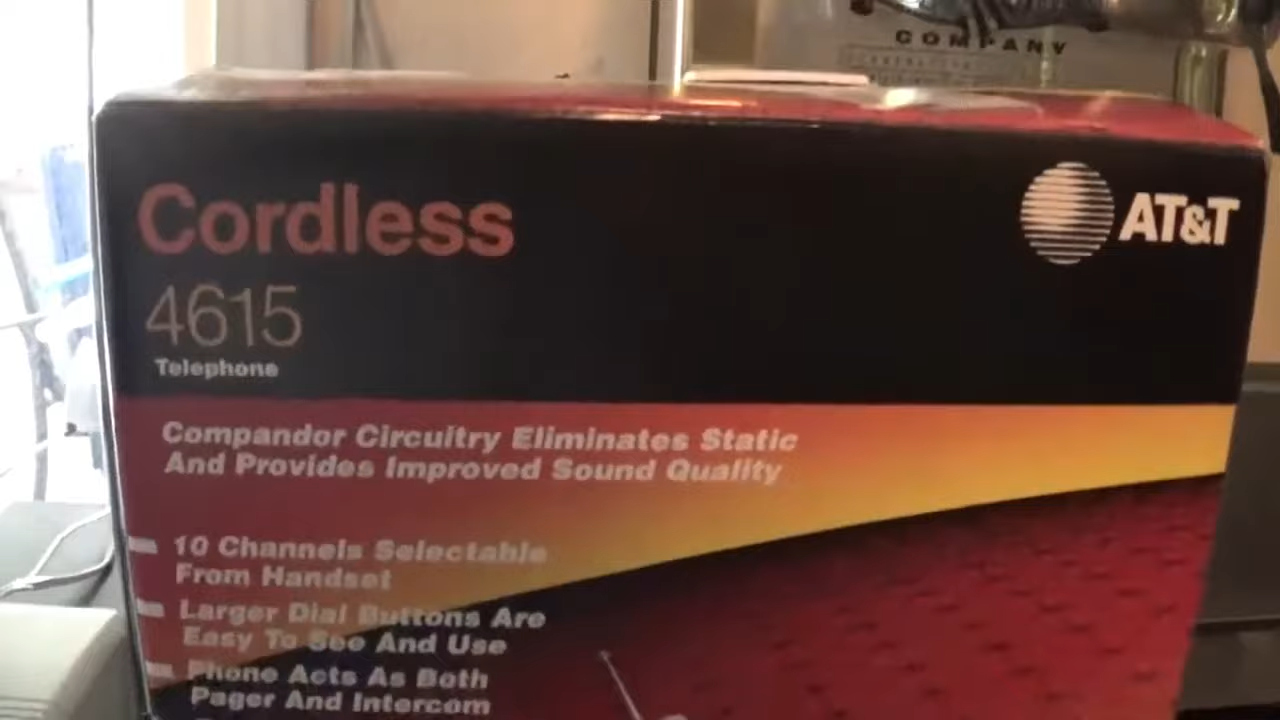 COMPANY
Cordless
AT&T
4615
Telephone
Compandor Circuitry Eliminates Static
And Provides Improved Sound Quality
10 Channels Selectable
From Handset
Larger Dial Buttons Are
Easy To See And Use
Phone Acts As Both
Pager And Intercom